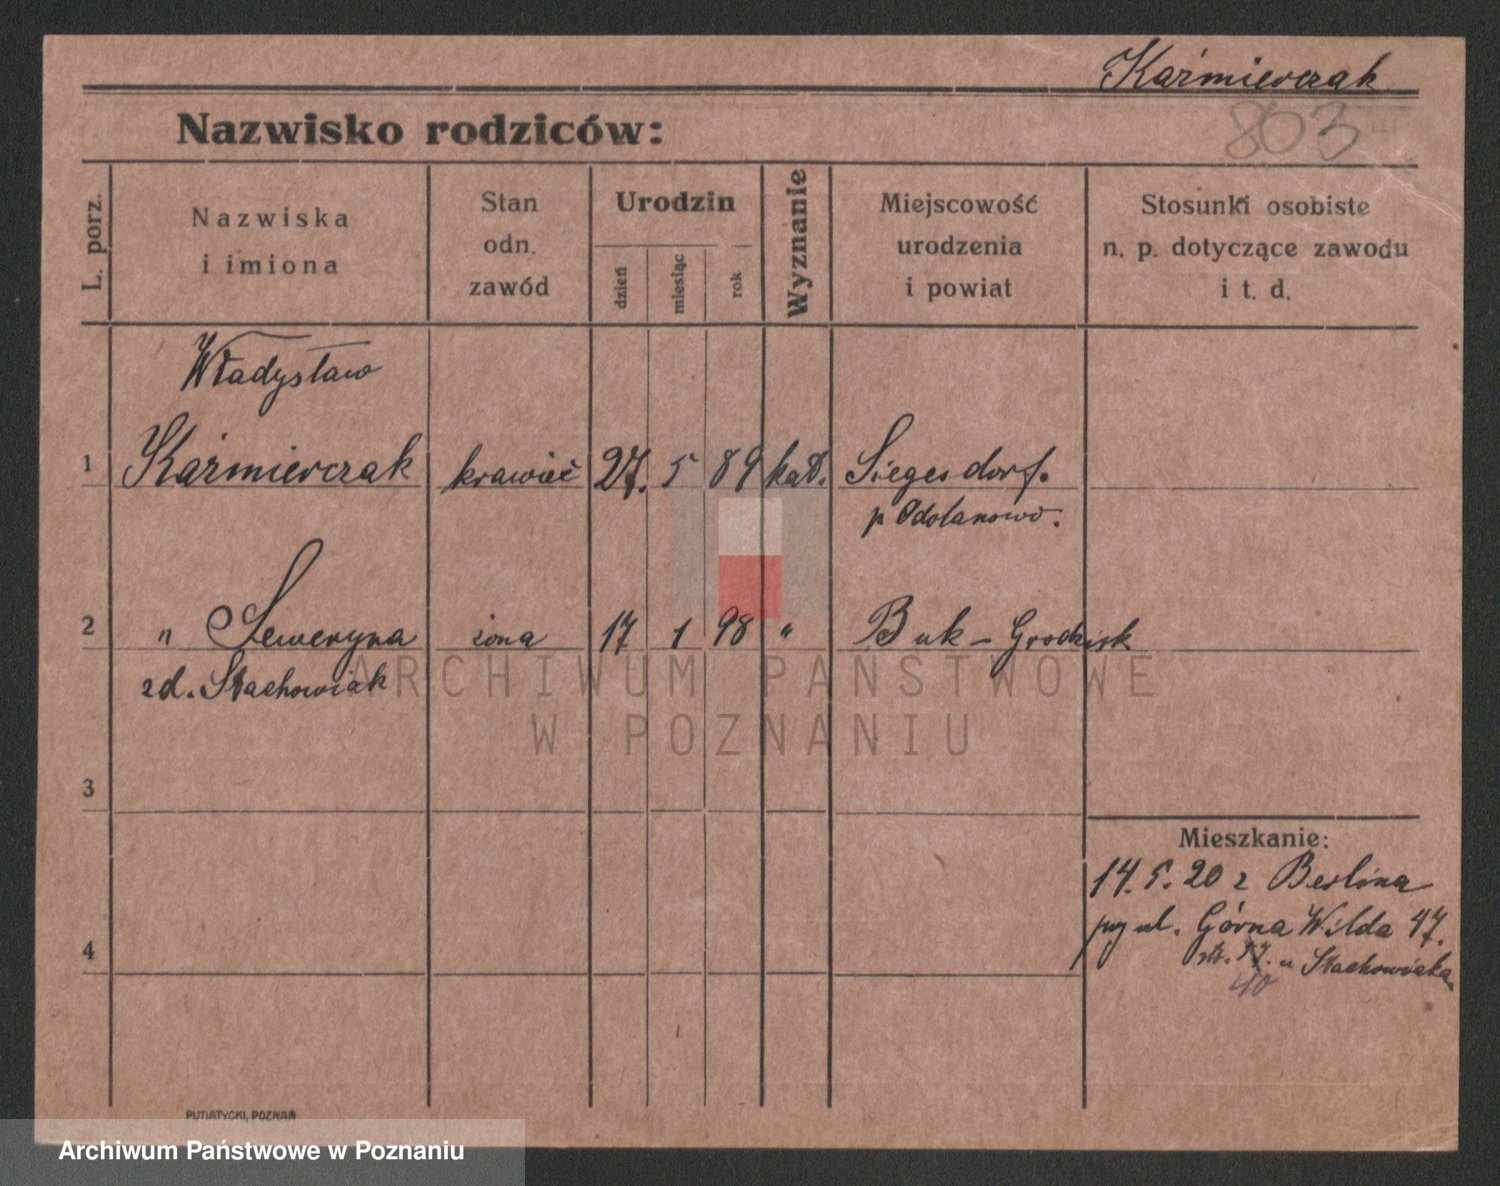 Kaźmierczak
803
Nazwisko rodziców:
L. porz.
Nazwiska
i imiona
Stan
odn.
zawód
Urodzin
dzień
miesiąc
rok
Wyznanie
Miejscowość
urodzenia
i powiat
Stosunki osobiste
n. p. dotyczące zawodu
i t. d.
Władysław
1 Kaźmierczak krawiec 27. 5 89 kat. Siegesdorf.
p Odolanowo.
2 " Seweryna żona 17 1 98 " Buk - Grodzisk
zd. Stachowiak
ARCHIWUM PAŃSTWOWE
W POZNANIU
3
Mieszkanie:
14. 5. 20 z Berlina
ul. Górna Wilda 47.
4
u Stachowiaka
40
PUTIATYCKI, POZNAŃ
Archiwum Państwowe w Poznaniu